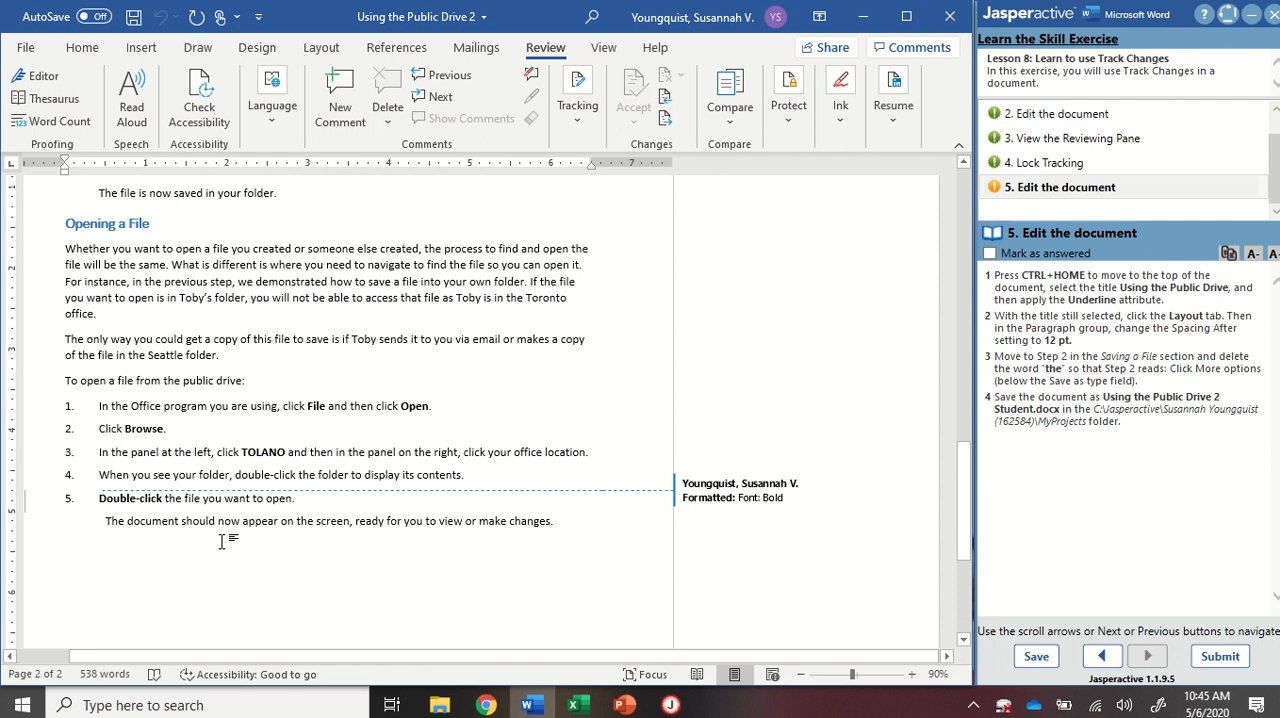 AutoSave Off
Using the Public Drive 2
Youngquist, Susannah V. YS
File Home Insert Draw Design Layout References Mailings Review View Help
Share Comments
Editor
Thesaurus
Word Count
Proofing
Read Aloud
Speech
Check Accessibility
Accessibility
Language
New Comment
Delete
Previous
Next
Show Comments
Comments
Tracking
Accept
Changes
Compare
Compare
Protect
Ink
Resume
The file is now saved in your folder.
Opening a File
Whether you want to open a file you created or someone else created, the process to find and open the
file will be the same. What is different is where you need to navigate to find the file so you can open it.
For instance, in the previous step, we demonstrated how to save a file into your own folder. If the file
you want to open is in Toby's folder, you will not be able to access that file as Toby is in the Toronto
office.
The only way you could get a copy of this file to save is if Toby sends it to you via email or makes a copy
of the file in the Seattle folder.
To open a file from the public drive:
1. In the Office program you are using, click File and then click Open.
2. Click Browse.
3. In the panel at the left, click TOLANO and then in the panel on the right, click your office location.
4. When you see your folder, double-click the folder to display its contents.
5. Double-click the file you want to open.
The document should now appear on the screen, ready for you to view or make changes.
Youngquist, Susannah V.
Formatted: Font: Bold
Page 2 of 2 538 words Accessibility: Good to go Focus 90%
Type here to search
10:45 AM
5/6/2020
Jasperactive Microsoft Word
Learn the Skill Exercise
Lesson 8: Learn to use Track Changes
In this exercise, you will use Track Changes in a
document.
2. Edit the document
3. View the Reviewing Pane
4. Lock Tracking
5. Edit the document
5. Edit the document
Mark as answered A- A-
1 Press CTRL+HOME to move to the top of the
document, select the title Using the Public Drive, and
then apply the Underline attribute.
2 With the title still selected, click the Layout tab. Then
in the Paragraph group, change the Spacing After
setting to 12 pt.
3 Move to Step 2 in the Saving a File section and delete
the word "the" so that Step 2 reads: Click More options
(below the Save as type field).
4 Save the document as Using the Public Drive 2
Student.docx in the C:\Jasperactive\Susannah Youngquist
(162584)\MyProjects folder.
Use the scroll arrows or Next or Previous buttons to navigate
Save Submit
Jasperactive 1.1.9.5